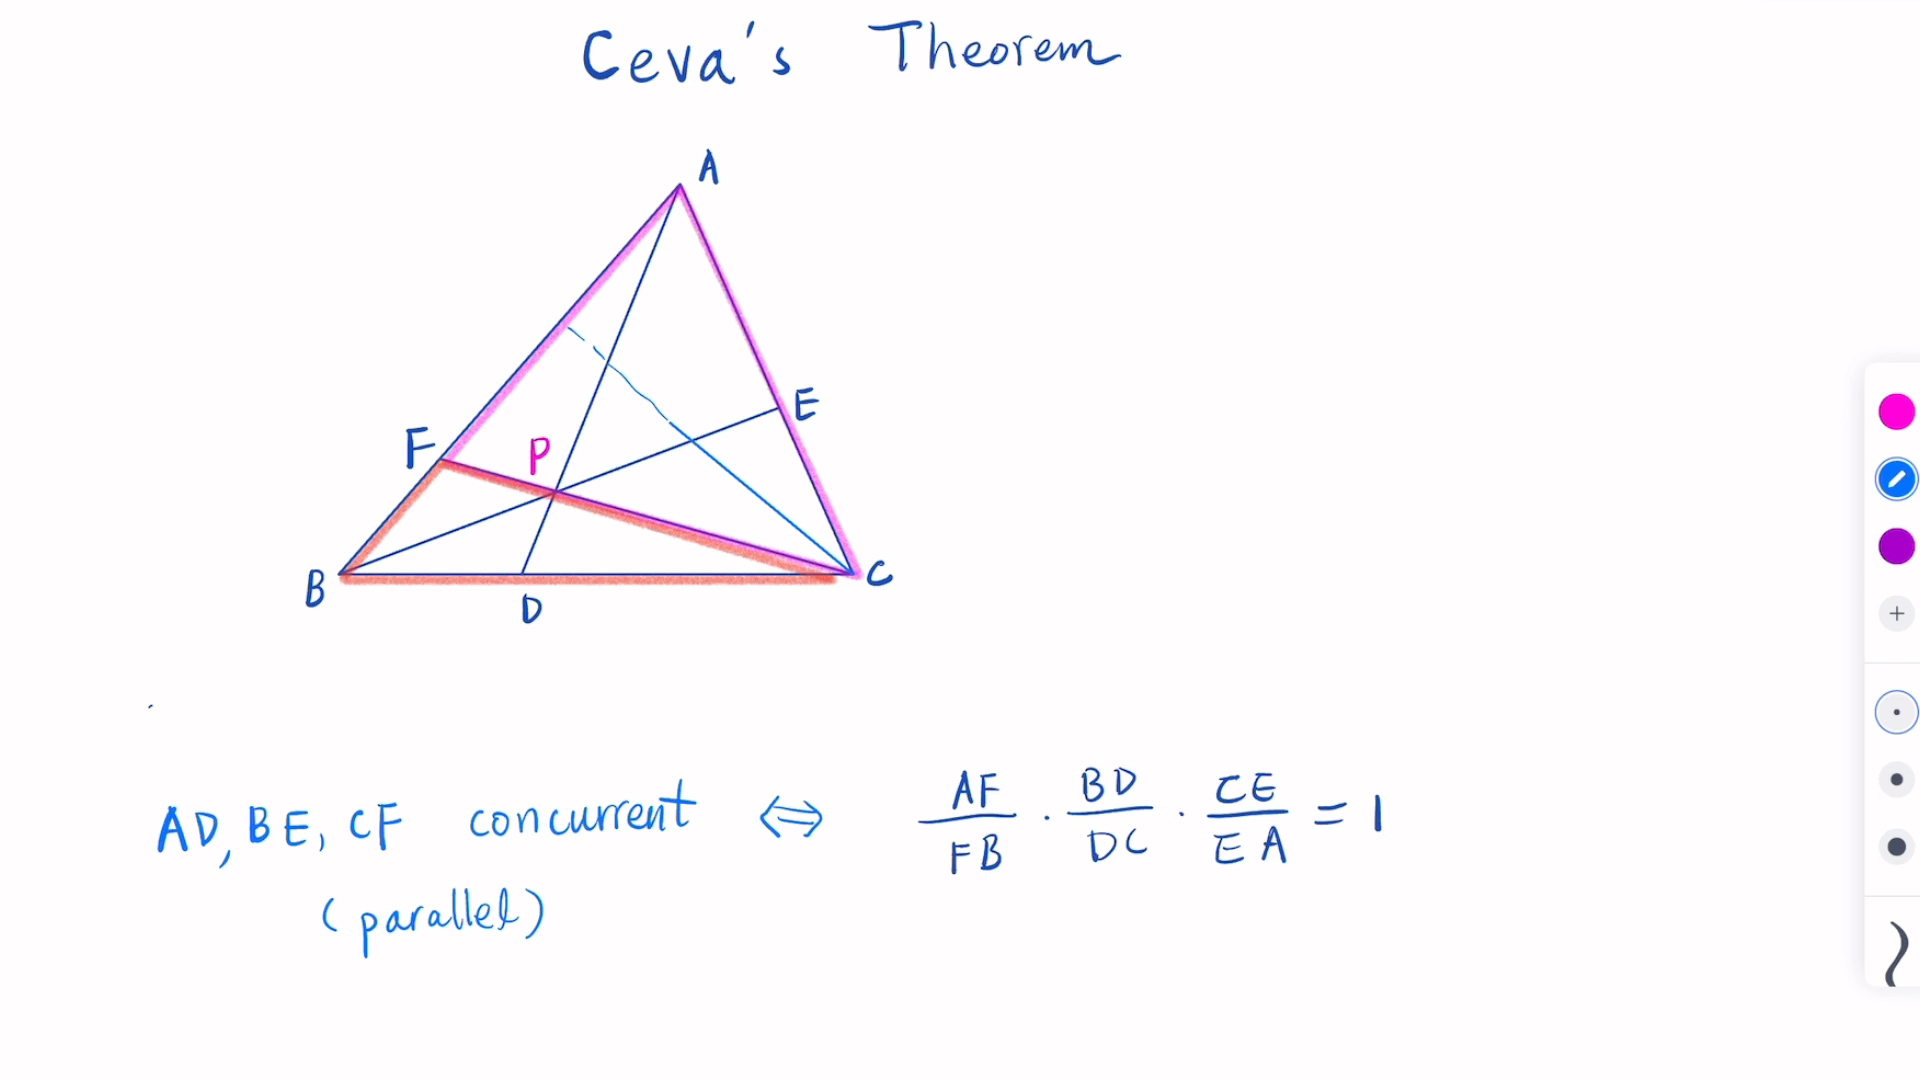 Ceva's Theorem
A
E
F
P
B
C
D
AD, BE, CF concurrent ⇔ AF/FB · BD/DC · CE/EA = 1
(parallel)